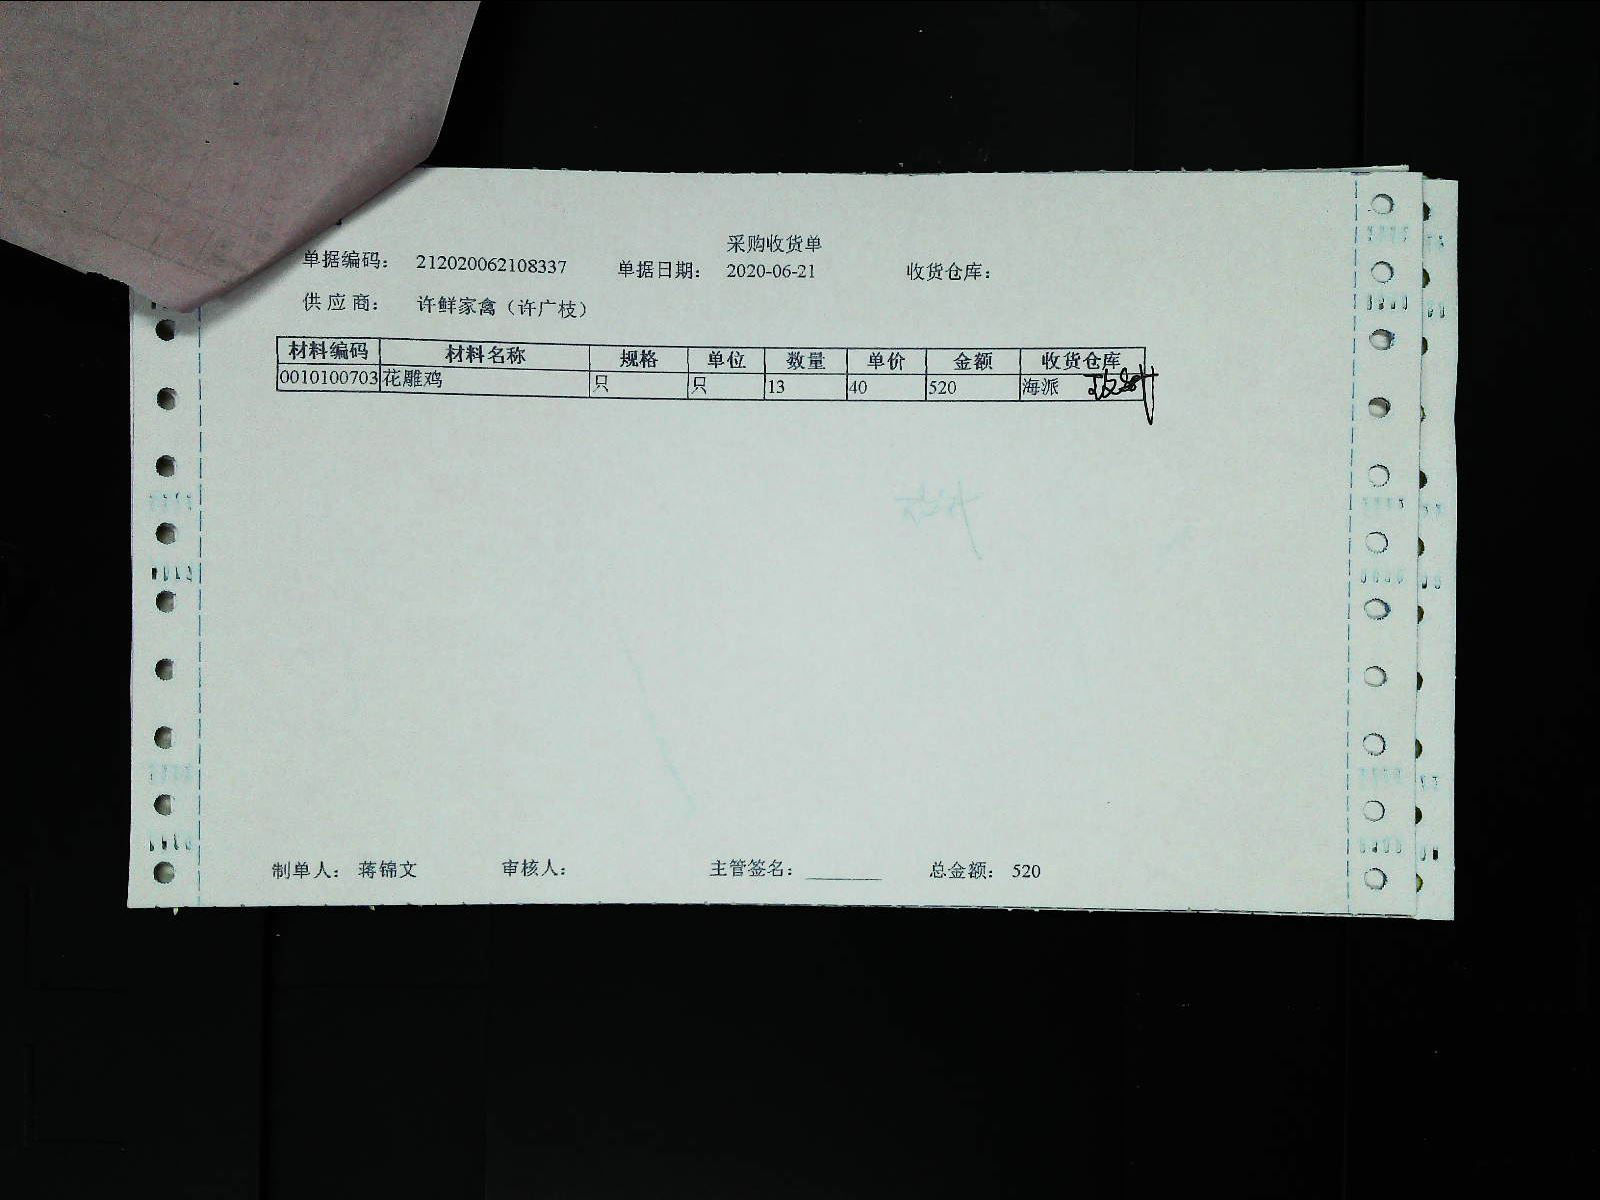 采购收货单
单据编码： 212020062108337 单据日期： 2020-06-21 收货仓库：
供应商： 许鲜家禽（许广枝）
材料编码 材料名称 规格 单位 数量 单价 金额 收货仓库
0010100703 花雕鸡 只 只 13 40 520 海派
制单人： 蒋锦文 审核人： 主管签名： 总金额： 520